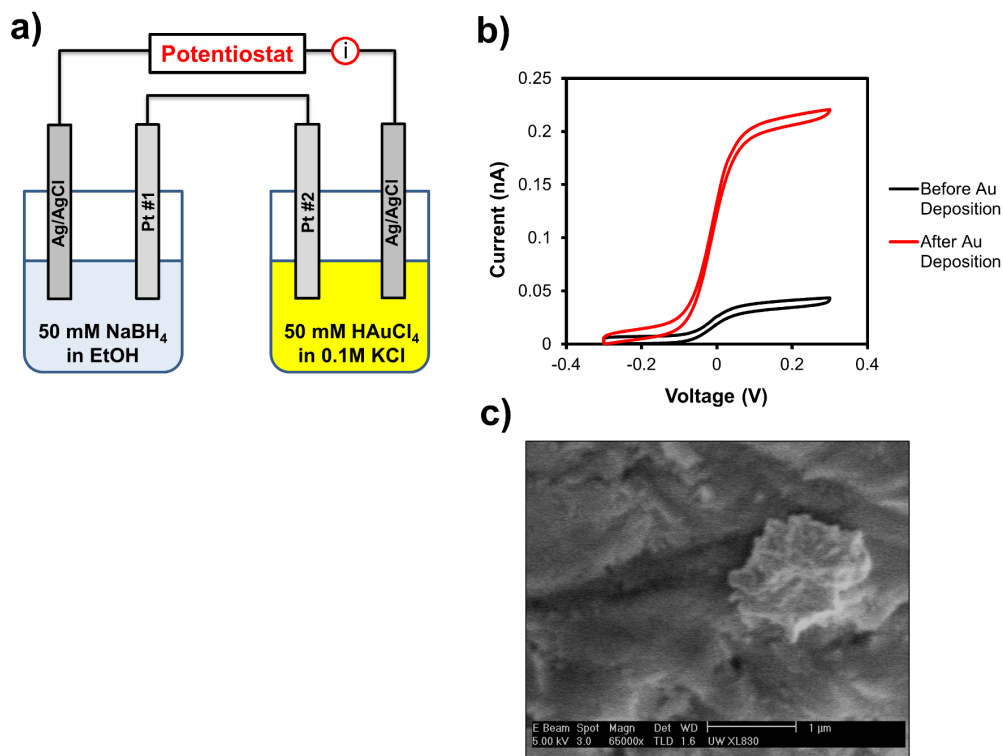 a)
Potentiostat
i
Ag/AgCl
Pt #1
Pt #2
Ag/AgCl
50 mM NaBH4
in EtOH
50 mM HAuCl4
in 0.1M KCl
b)
0.25
0.2
0.15
0.1
0.05
0
-0.4
-0.2
0
0.2
0.4
Current (nA)
Voltage (V)
Before Au
Deposition
After Au
Deposition
c)
E Beam Spot Magn Det WD 1 µm
5.00 kV 3.0 65000x TLD 1.6 UW XL830